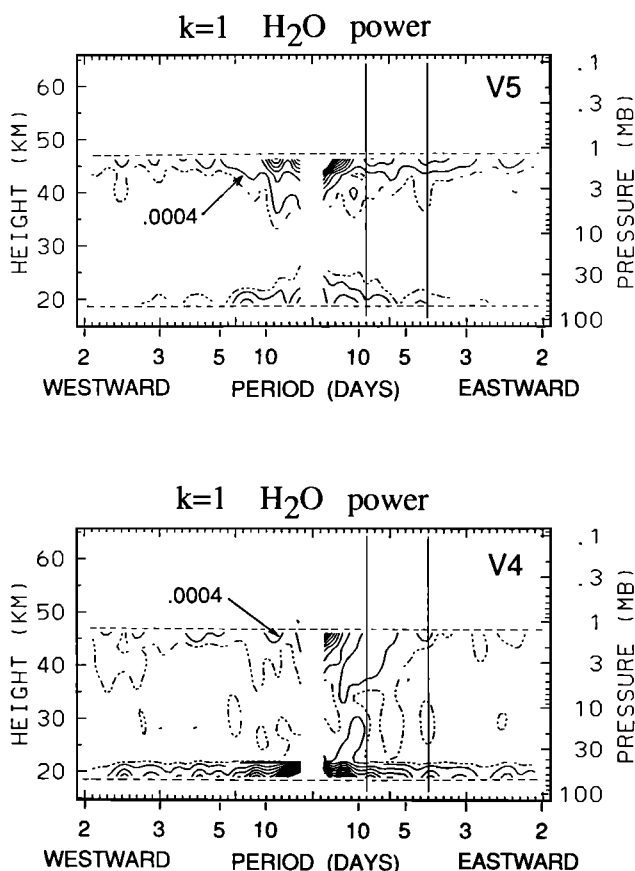 k=1 H2O power
V5
HEIGHT (KM)
60
50
40
30
20
.0004
.1
.3
1
3
10
30
100
PRESSURE (MB)
2 3 5 10 10 5 3 2
WESTWARD PERIOD (DAYS) EASTWARD
k=1 H2O power
V4
HEIGHT (KM)
60
50
40
30
20
.0004
.1
.3
1
3
10
30
100
PRESSURE (MB)
2 3 5 10 10 5 3 2
WESTWARD PERIOD (DAYS) EASTWARD